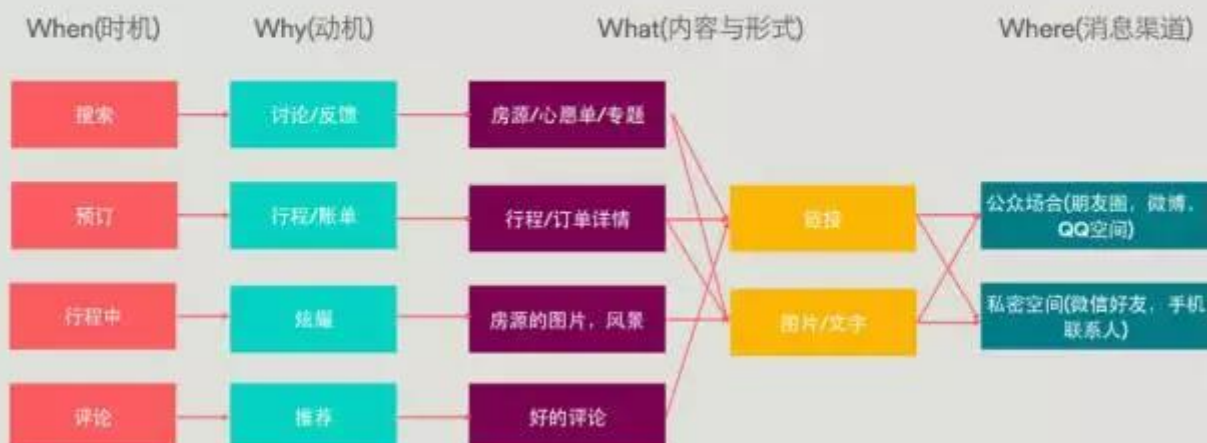 When(时机)
Why(动机)
What(内容与形式)
Where(消息渠道)
搜索
讨论/反馈
房源/心愿单/专题
预订
行程/账单
行程/订单详情
链接
公众场合(朋友圈，微博，
QQ空间)
行程中
炫耀
房源的图片，风景
图片/文字
私密空间(微信好友，手机
联系人)
评论
推荐
好的评论